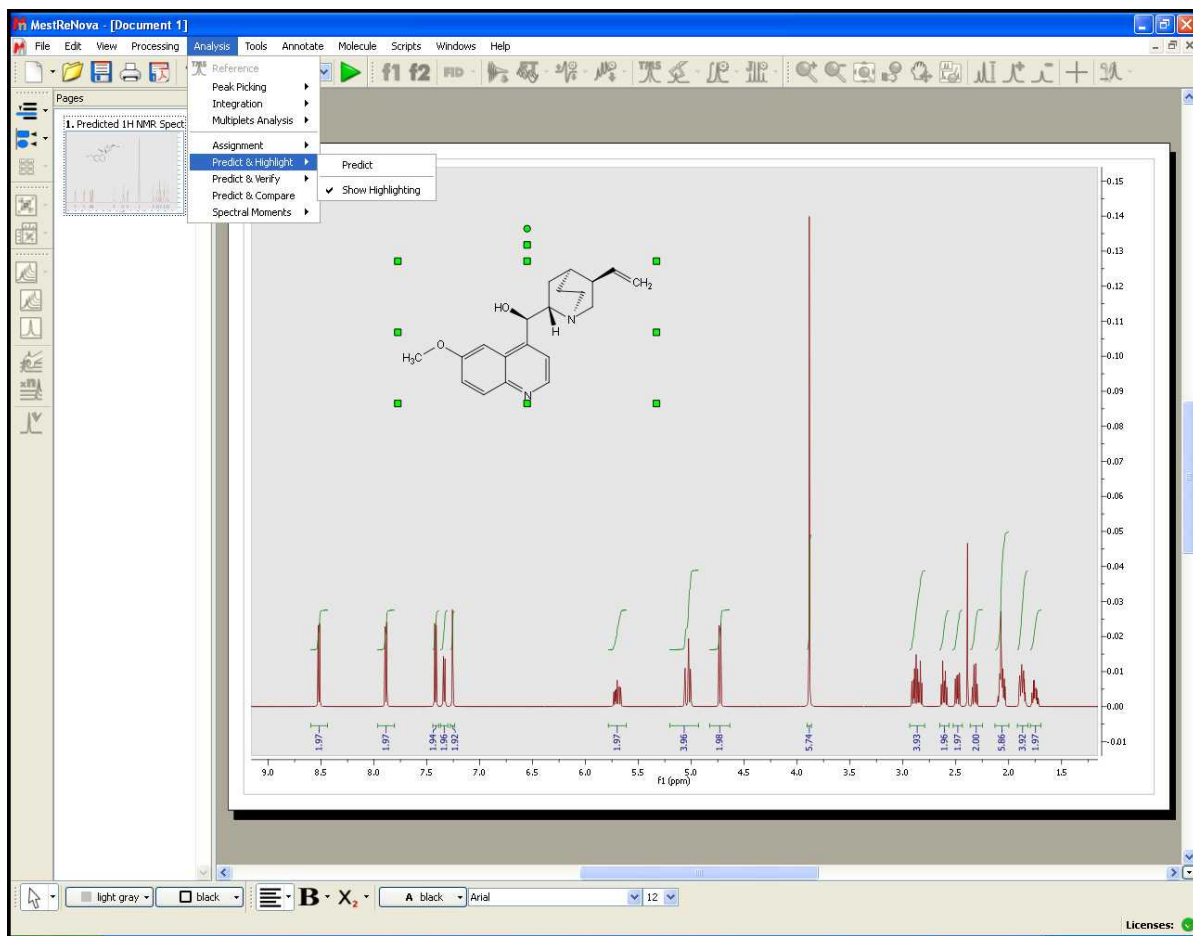 MestReNova - [Document 1]
File Edit View Processing Analysis Tools Annotate Molecule Scripts Windows Help
f1 f2 FID
Pages
1. Predicted 1H NMR Spect
Reference
Peak Picking
Integration
Multiplets Analysis
Assignment
Predict & Highlight
Predict & Verify
Predict & Compare
Spectral Moments
Predict
Show Highlighting
CH2
HO
N
H
H3C
O
N
0.15
0.14
0.13
0.12
0.11
0.10
0.09
0.08
0.07
0.06
0.05
0.04
0.03
0.02
0.01
0.00
-0.01
1.97 1.97 1.94 1.96 1.92 1.97 3.96 1.98 5.74 3.93 1.96 1.97 2.00 5.86 3.92 1.97
9.0 8.5 8.0 7.5 7.0 6.5 6.0 5.5 5.0 4.5 4.0 3.5 3.0 2.5 2.0 1.5
f1 (ppm)
light gray black B X2 A black Arial 12
Licenses: